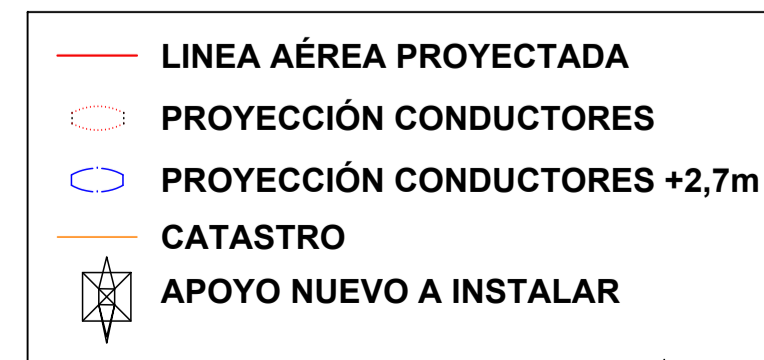 LINEA AÉREA PROYECTADA
PROYECCIÓN CONDUCTORES
PROYECCIÓN CONDUCTORES +2,7m
CATASTRO
APOYO NUEVO A INSTALAR